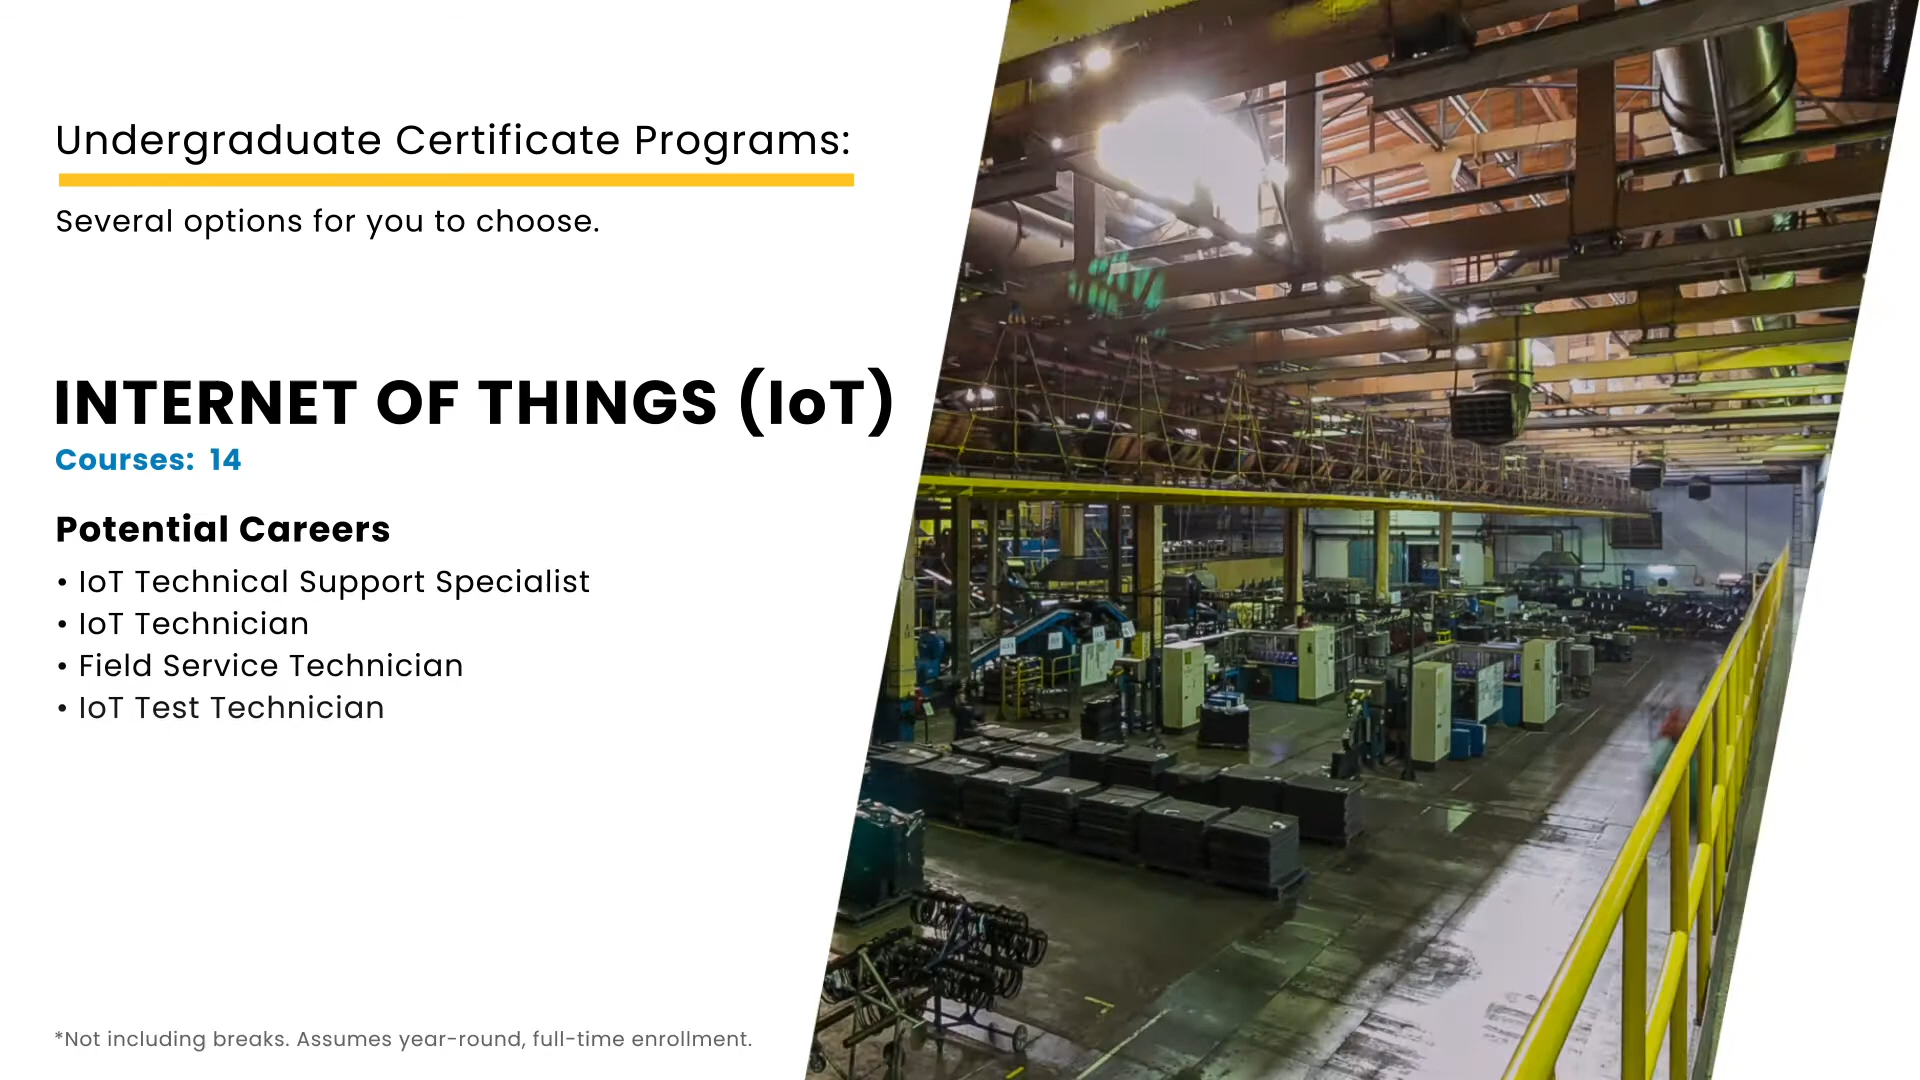 Undergraduate Certificate Programs:
Several options for you to choose.
INTERNET OF THINGS (IoT)
Courses: 14
Potential Careers
• IoT Technical Support Specialist
• IoT Technician
• Field Service Technician
• IoT Test Technician
*Not including breaks. Assumes year-round, full-time enrollment.